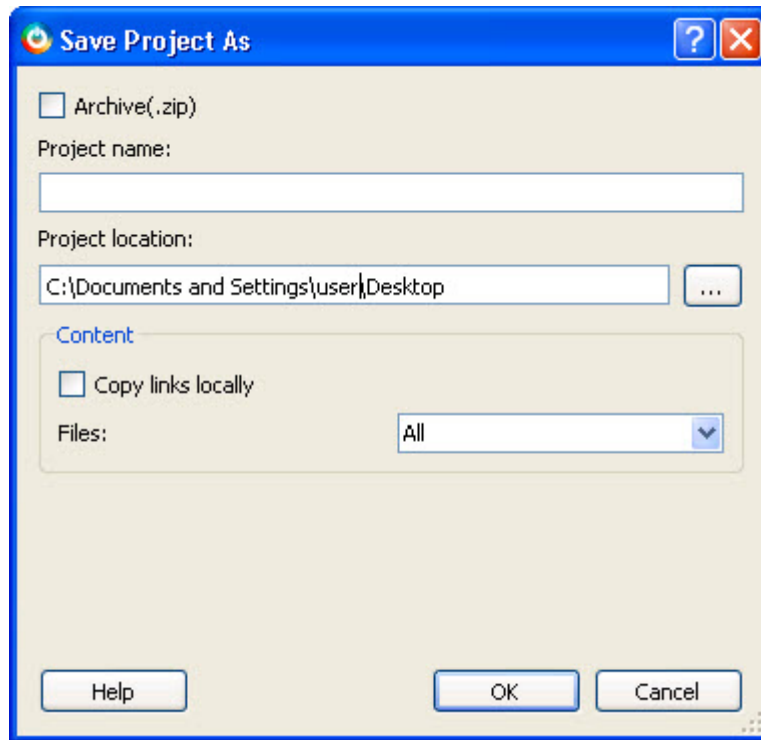 Save Project As
Archive(.zip)
Project name:
Project location:
C:\Documents and Settings\user\Desktop
...
Content
Copy links locally
Files:
All
Help
OK
Cancel